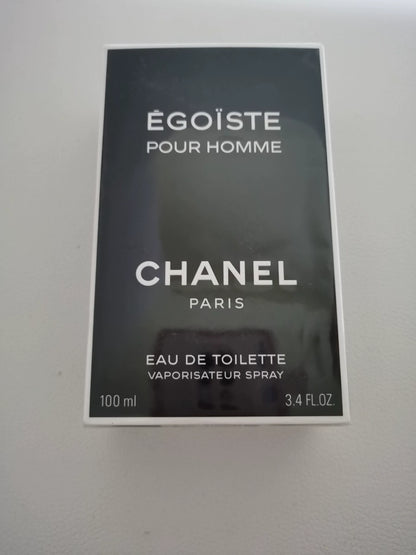 ÉGOÏSTE
POUR HOMME
CHANEL
PARIS
EAU DE TOILETTE
VAPORISATEUR SPRAY
100 ml 3.4 FL.OZ.